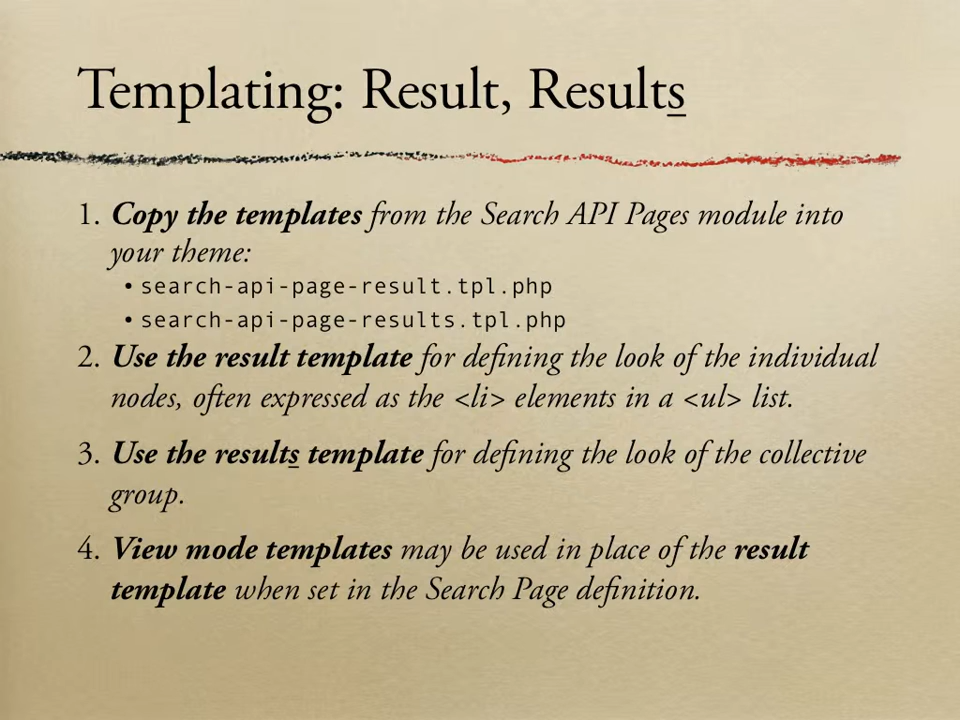 Templating: Result, Results
1. Copy the templates from the Search API Pages module into
your theme:
• search-api-page-result.tpl.php
• search-api-page-results.tpl.php
2. Use the result template for defining the look of the individual
nodes, often expressed as the <li> elements in a <ul> list.
3. Use the results template for defining the look of the collective
group.
4. View mode templates may be used in place of the result
template when set in the Search Page definition.